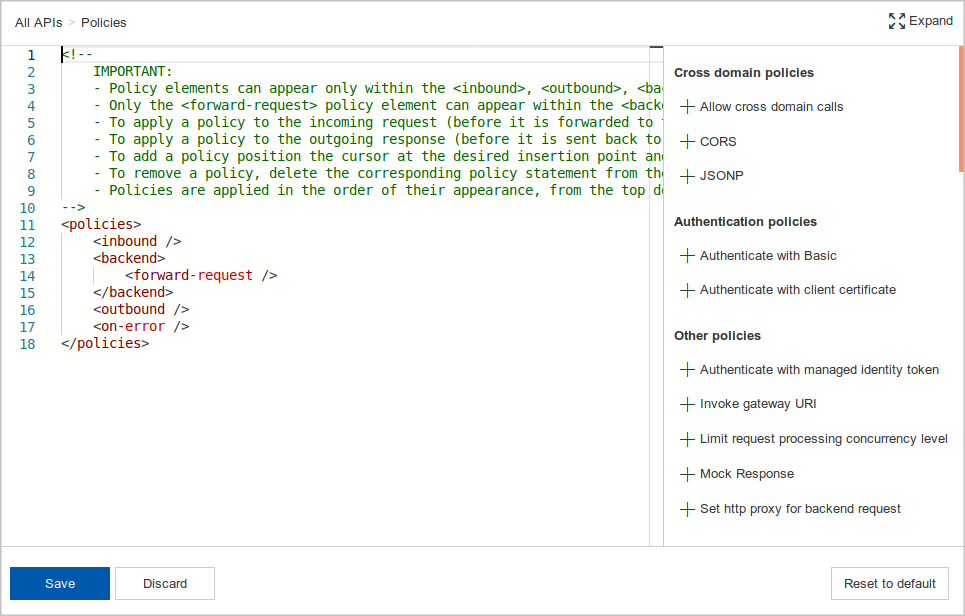 All APIs > Policies
Expand
1 <!--
2 IMPORTANT:
3 - Policy elements can appear only within the <inbound>, <outbound>, <ba
4 - Only the <forward-request> policy element can appear within the <back
5 - To apply a policy to the incoming request (before it is forwarded to
6 - To apply a policy to the outgoing response (before it is sent back to
7 - To add a policy position the cursor at the desired insertion point an
8 - To remove a policy, delete the corresponding policy statement from the
9 - Policies are applied in the order of their appearance, from the top d
10 -->
11 <policies>
12 <inbound />
13 <backend>
14 <forward-request />
15 </backend>
16 <outbound />
17 <on-error />
18 </policies>
Cross domain policies
Allow cross domain calls
CORS
JSONP
Authentication policies
Authenticate with Basic
Authenticate with client certificate
Other policies
Authenticate with managed identity token
Invoke gateway URI
Limit request processing concurrency level
Mock Response
Set http proxy for backend request
Save
Discard
Reset to default